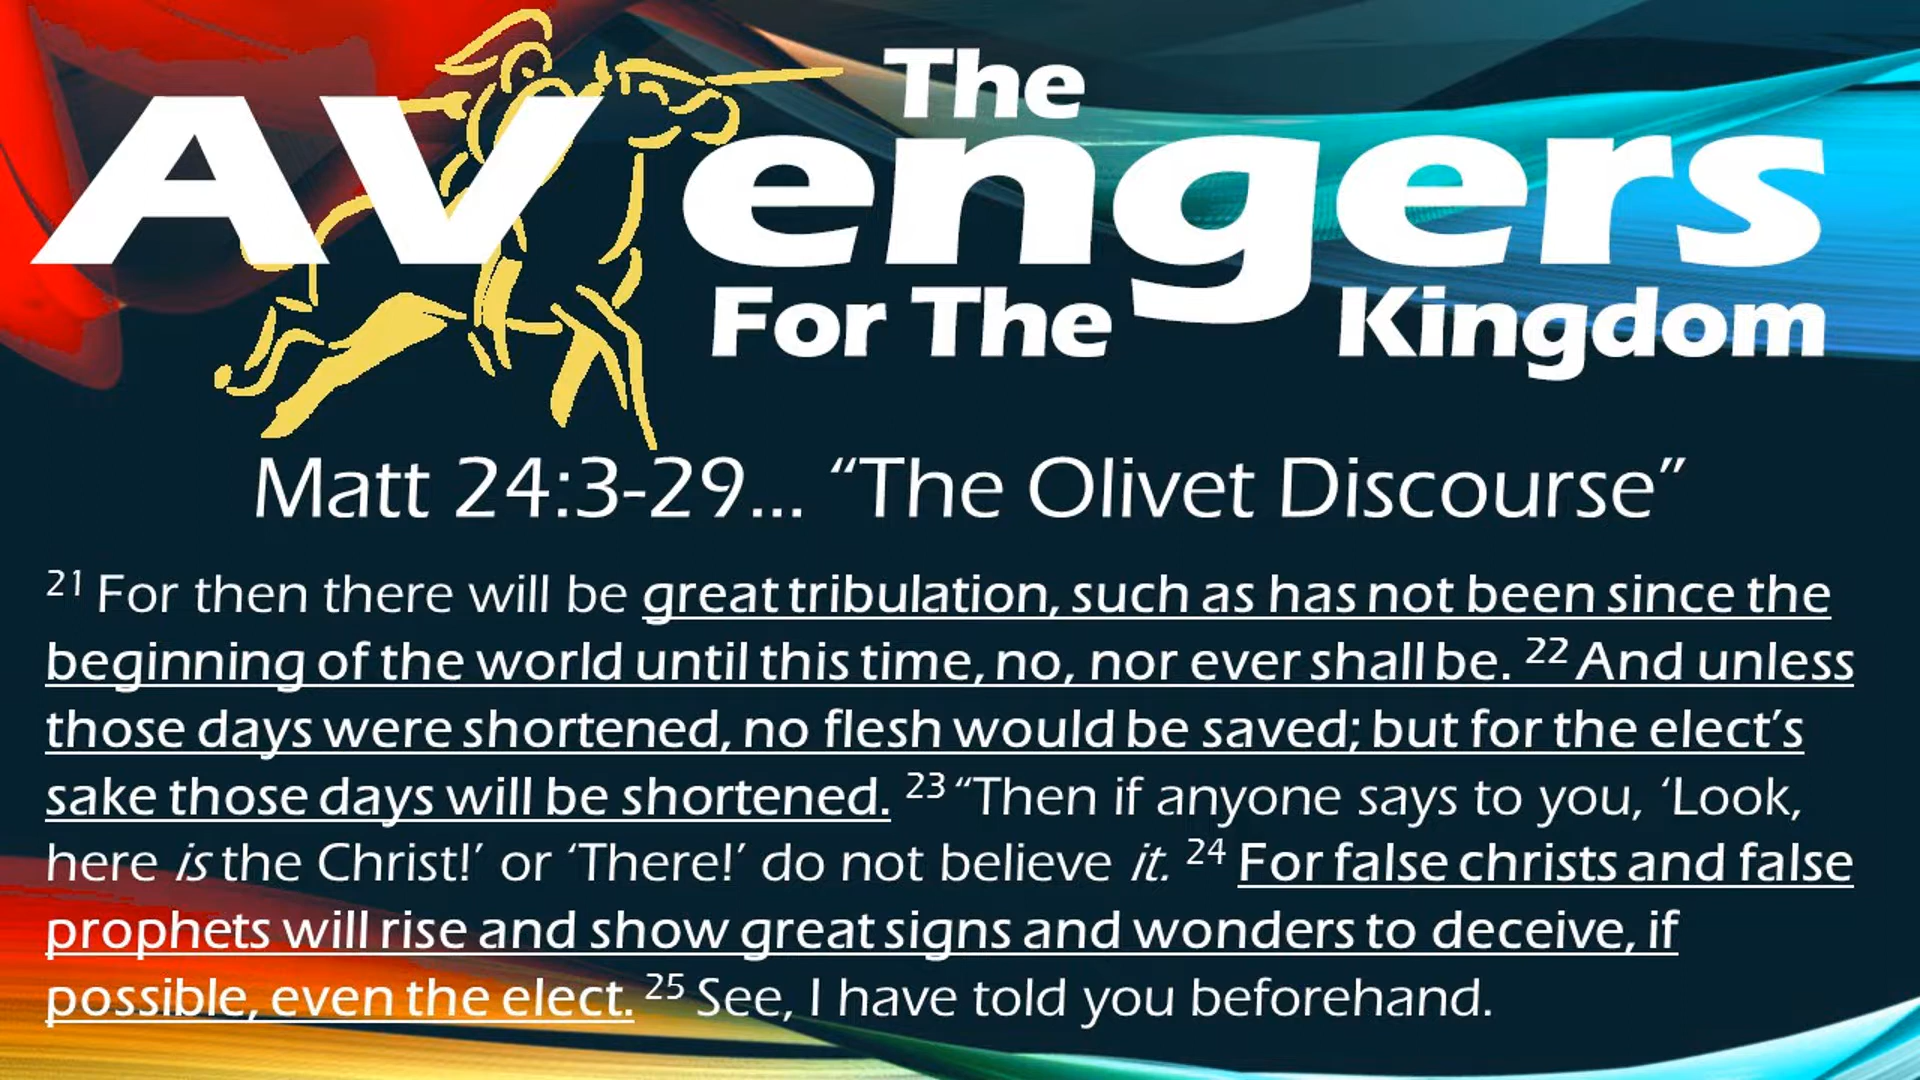 The
AVengers
For The Kingdom
Matt 24:3-29... “The Olivet Discourse”
21 For then there will be great tribulation, such as has not been since the
beginning of the world until this time, no, nor ever shall be. 22 And unless
those days were shortened, no flesh would be saved; but for the elect’s
sake those days will be shortened. 23 “Then if anyone says to you, ‘Look,
here is the Christ!’ or ‘There!’ do not believe it. 24 For false christs and false
prophets will rise and show great signs and wonders to deceive, if
possible, even the elect. 25 See, I have told you beforehand.